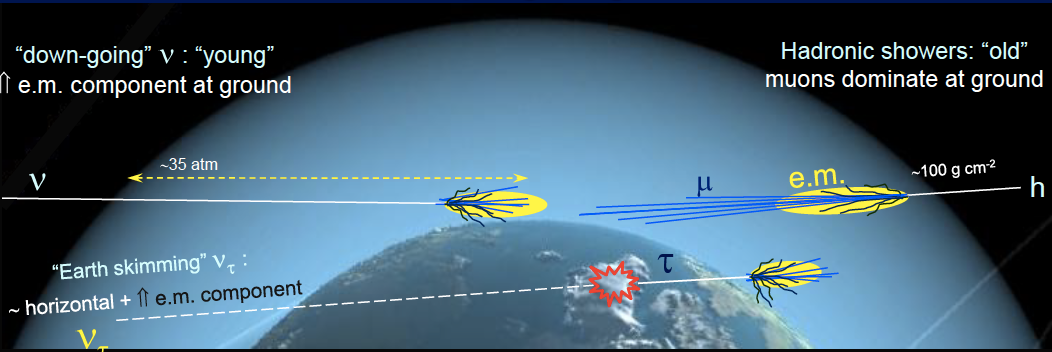 “down-going” ν : “young”
⇑ e.m. component at ground
Hadronic showers: “old”
muons dominate at ground
~35 atm
ν
μ
e.m.
~100 g cm⁻²
h
“Earth skimming” ντ :
~ horizontal + ⇑ e.m. component
τ
ντ